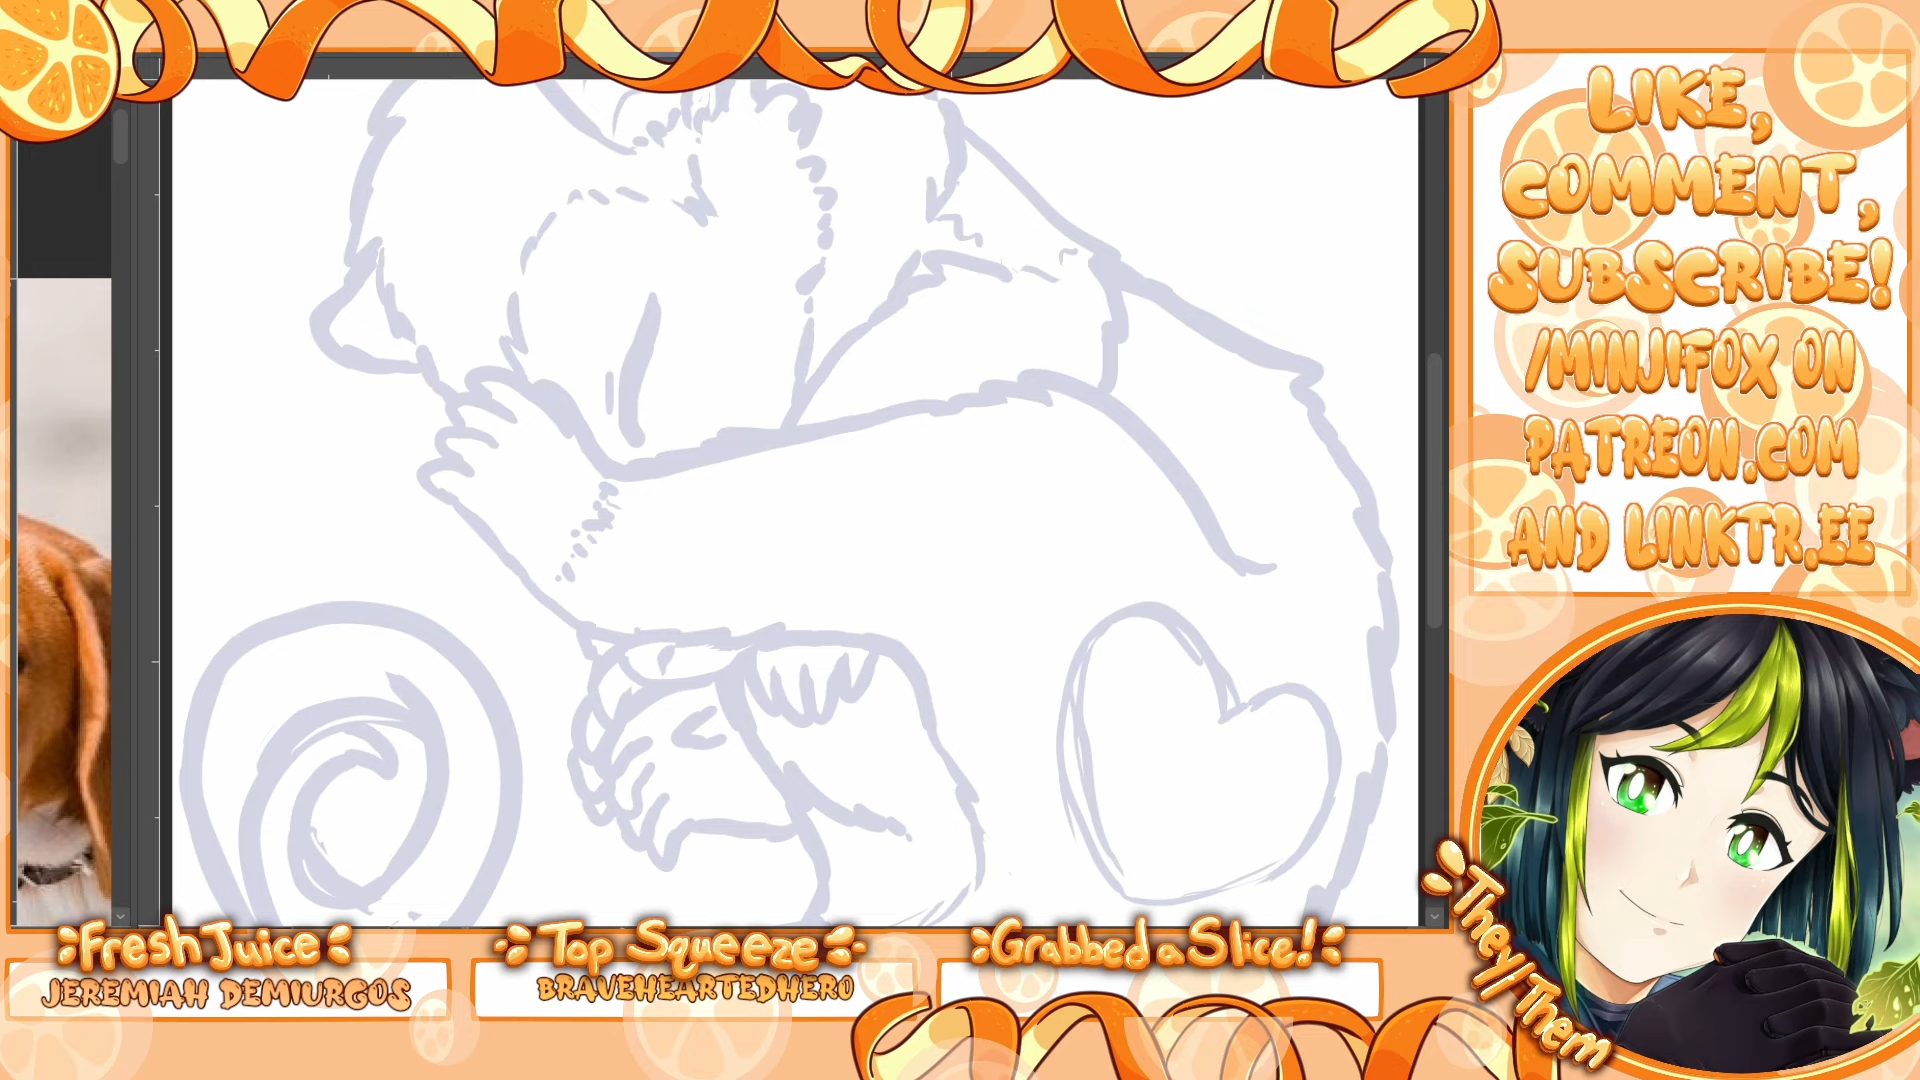 LIKE,
COMMENT,
SUBSCRIBE!
/MINJIFOX ON
PATREON.COM
AND LINKTR.EE
They/Them
Fresh Juice
JEREMIAH DEMIURGOS
Top Squeeze
BRAVEHEARTEDHERO
Grabbed a Slice!